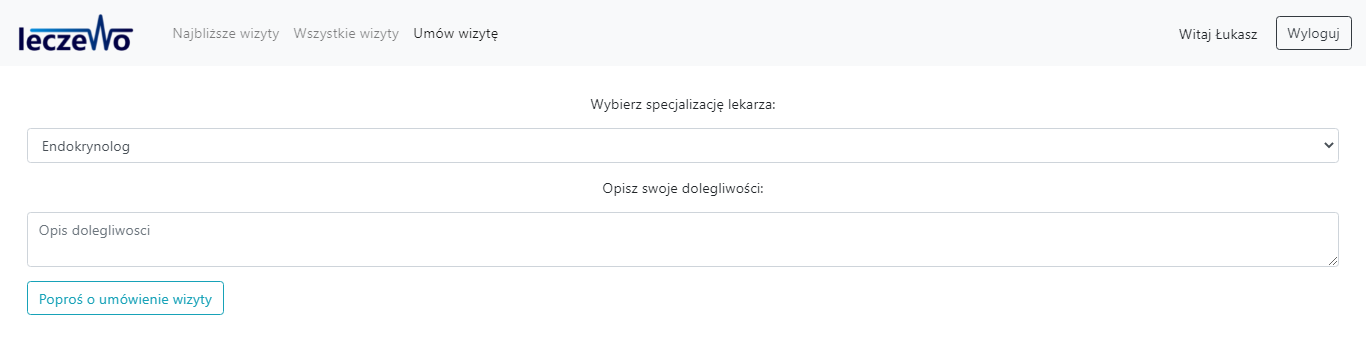 leczewo Najbliższe wizyty Wszystkie wizyty Umów wizytę Witaj Łukasz Wyloguj
Wybierz specjalizację lekarza:
Endokrynolog
Opisz swoje dolegliwości:
Opis dolegliwosci
Poproś o umówienie wizyty